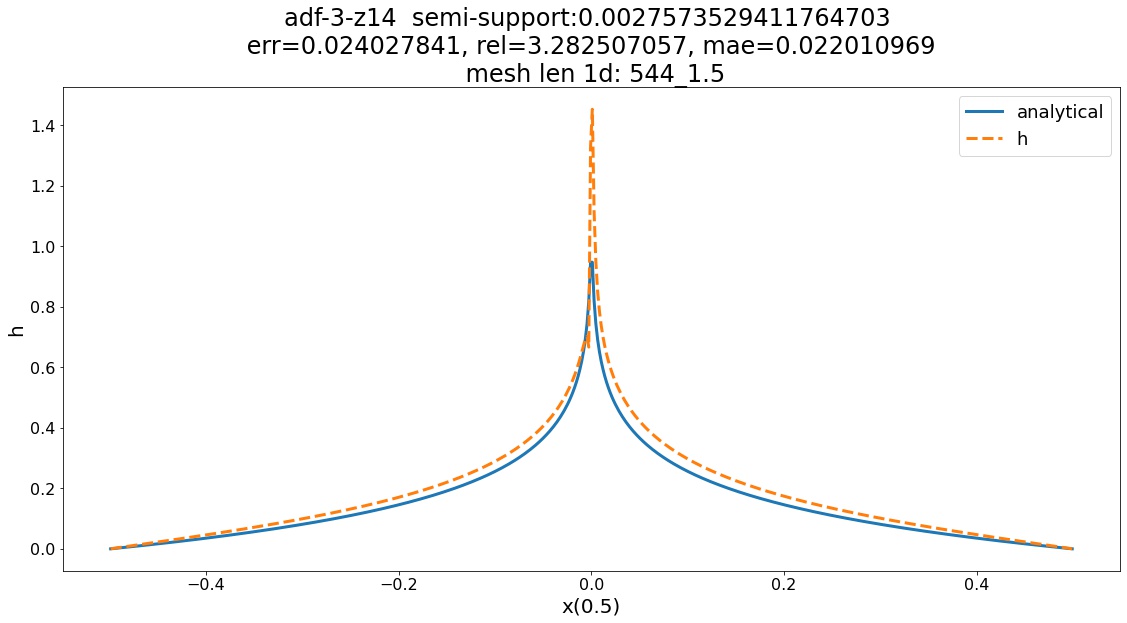 adf-3-z14  semi-support:0.0027573529411764703
err=0.024027841, rel=3.282507057, mae=0.022010969
mesh len 1d: 544_1.5
analytical
h
1.4
1.2
1.0
0.8
0.6
0.4
0.2
0.0
h
−0.4
−0.2
0.0
0.2
0.4
x(0.5)